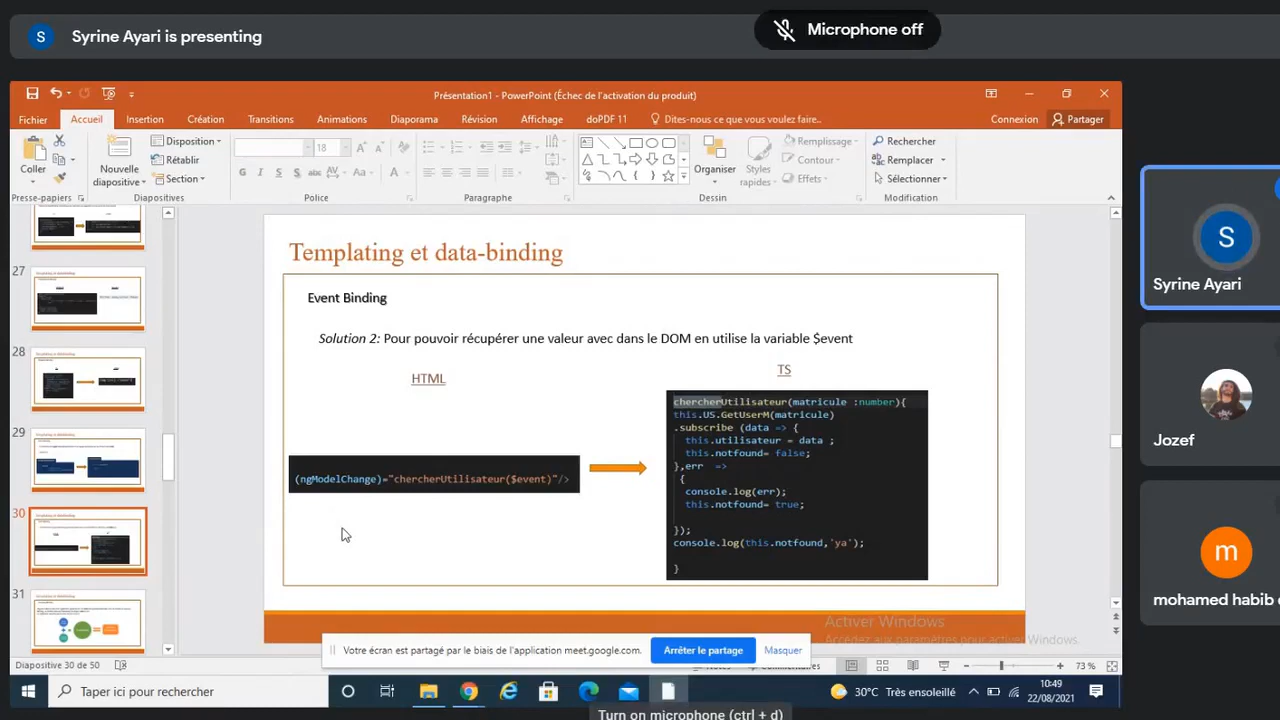 S Syrine Ayari is presenting
Microphone off
Présentation1 - PowerPoint (Échec de l'activation du produit)
Fichier Accueil Insertion Création Transitions Animations Diaporama Révision Affichage doPDF 11 Dites-nous ce que vous voulez faire.. Connexion Partager
Coller
Presse-papiers
Nouvelle
diapositive
Disposition
Rétablir
Section
Diapositives
18
G I S S abc AV Aa A
Police
Paragraphe
Organiser
Styles
rapides
Remplissage
Contour
Effets
Dessin
Rechercher
Remplacer
Sélectionner
Modification
27
28
29
30
31
Templating et data-binding
Event Binding
Solution 2: Pour pouvoir récupérer une valeur avec dans le DOM en utilise la variable $event
HTML
(ngModelChange)="chercherUtilisateur($event)"/>
TS
chercherUtilisateur(matricule :number){
this.US.GetUserM(matricule)
.subscribe (data => {
this.utilisateur = data ;
this.notfound= false;
},err =>
{
console.log(err);
this.notfound= true;
});
console.log(this.notfound,'ya');
}
Activer Windows
Accédez aux paramètres pour activer Windows.
Votre écran est partagé par le biais de l'application meet.google.com.
Arrêter le partage
Masquer
Diapositive 30 de 50
73 %
Taper ici pour rechercher
30°C Très ensoleillé
10:49
22/08/2021
Turn on microphone (ctrl + d)
S
Syrine Ayari
Jozef
m
mohamed habib